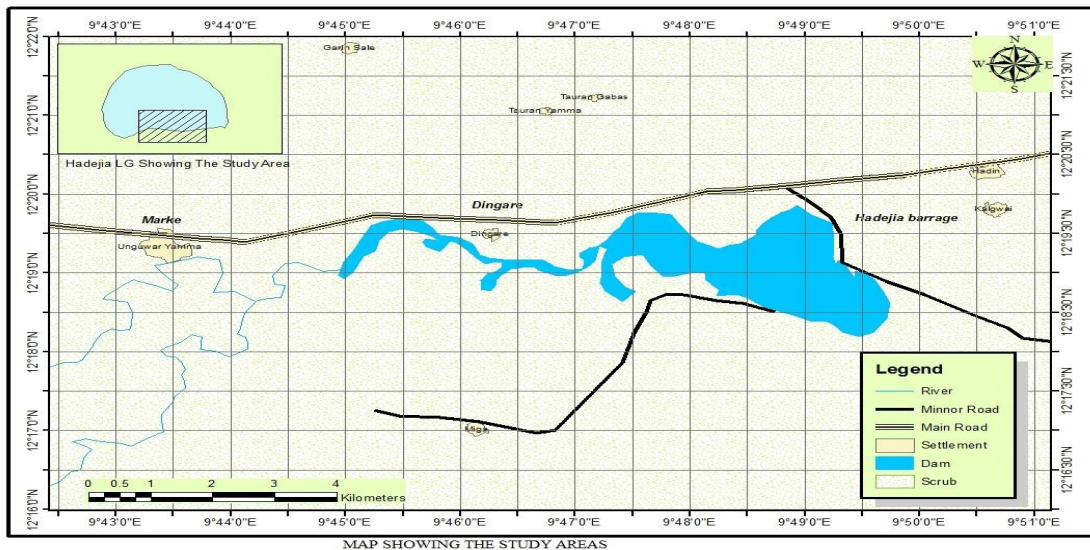 9°43'0"E 9°44'0"E 9°45'0"E 9°46'0"E 9°47'0"E 9°48'0"E 9°49'0"E 9°50'0"E 9°51'0"E
12°22'0"N
12°21'0"N
12°20'0"N
12°19'0"N
12°18'0"N
12°17'0"N
12°16'0"N
12°21'30"N
12°20'30"N
12°19'30"N
12°18'30"N
12°17'30"N
12°16'30"N
N
W E
S
Garin Sale
Tauran Gabas
Tauran Yamma
Hadejia LG Showing The Study Area
Hadin
Kaigwai
Marke
Dingare
Hadejia barrage
Unguwar Yamma
Dingare
Miga
Legend
River
Minnor Road
Main Road
Settlement
Dam
Scrub
0 0.5 1 2 3 4
Kilometers
9°43'0"E 9°44'0"E 9°45'0"E 9°46'0"E 9°47'0"E 9°48'0"E 9°49'0"E 9°50'0"E 9°51'0"E
MAP SHOWING THE STUDY AREAS